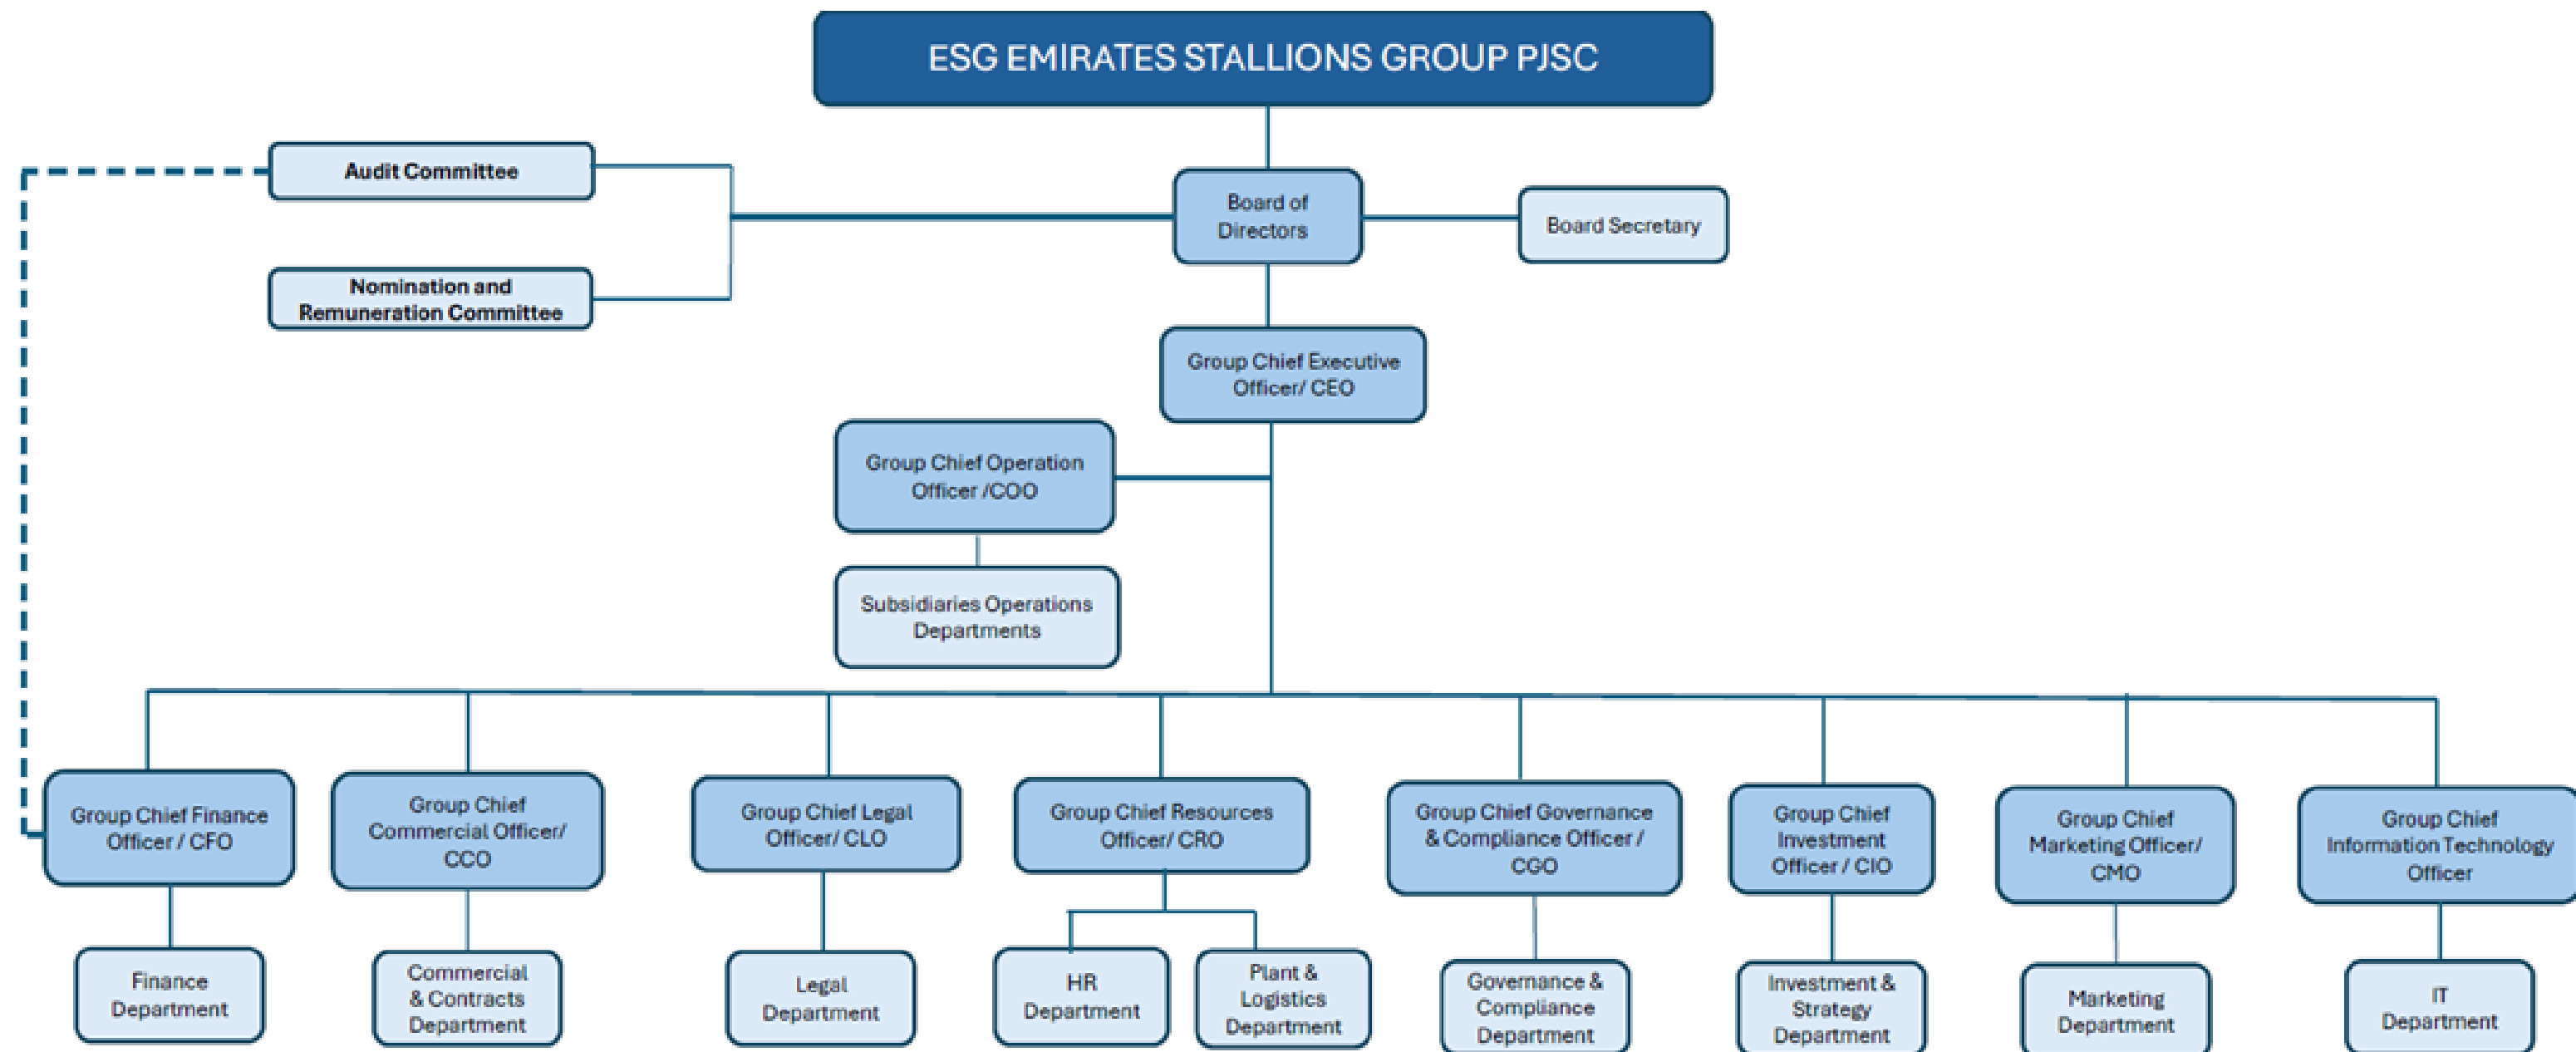 ESG EMIRATES STALLIONS GROUP PJSC
Audit Committee
Board of
Directors
Board Secretary
Nomination and
Remuneration Committee
Group Chief Executive
Officer/ CEO
Group Chief Operation
Officer /COO
Subsidiaries Operations
Departments
Group Chief Finance
Officer / CFO
Group Chief
Commercial Officer/
CCO
Group Chief Legal
Officer/ CLO
Group Chief Resources
Officer/ CRO
Group Chief Governance
& Compliance Officer /
CGO
Group Chief
Investment
Officer / CIO
Group Chief
Marketing Officer/
CMO
Group Chief
Information Technology
Officer
Finance
Department
Commercial
& Contracts
Department
Legal
Department
HR
Department
Plant &
Logistics
Department
Governance &
Compliance
Department
Investment &
Strategy
Department
Marketing
Department
IT
Department